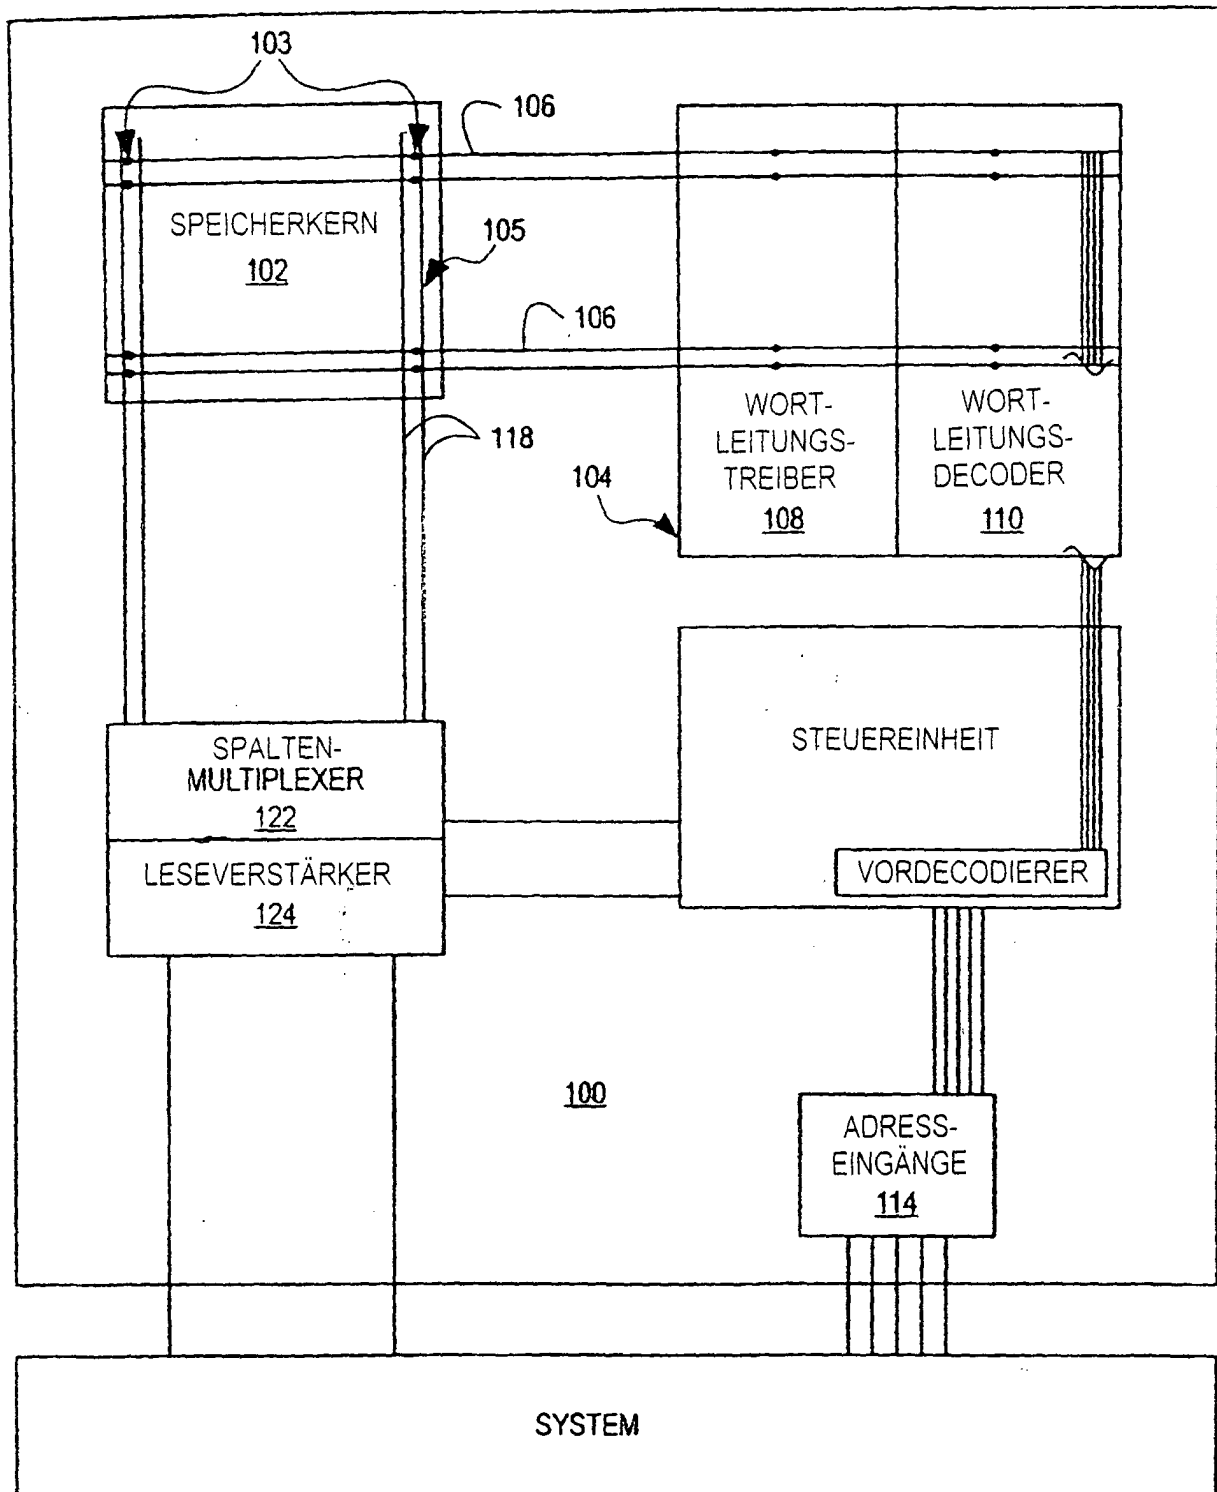 103
106
SPEICHERKERN
102
105
106
118
WORT-
LEITUNGS-
TREIBER
108
WORT-
LEITUNGS-
DECODER
110
104
STEUEREINHEIT
VORDECODIERER
SPALTEN-
MULTIPLEXER
122
LESEVERSTÄRKER
124
100
ADRESS-
EINGÄNGE
114
SYSTEM